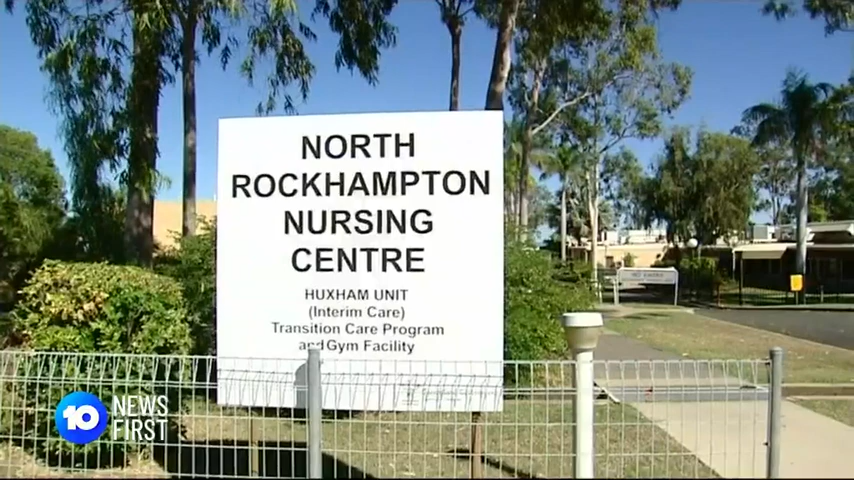 NORTH
ROCKHAMPTON
NURSING
CENTRE
HUXHAM UNIT
(Interim Care)
Transition Care Program
and Gym Facility
10 NEWS
FIRST